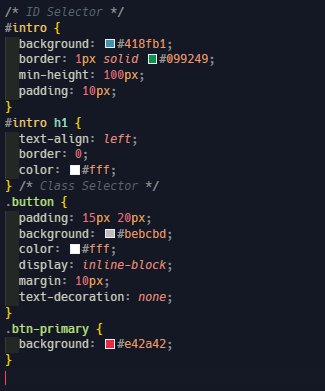 /* ID Selector */
#intro {
background: #418fb1;
border: 1px solid #099249;
min-height: 100px;
padding: 10px;
}
#intro h1 {
text-align: left;
border: 0;
color: #fff;
} /* Class Selector */
.button {
padding: 15px 20px;
background: #bebcbd;
color: #fff;
display: inline-block;
margin: 10px;
text-decoration: none;
}
.btn-primary {
background: #e42a42;
}